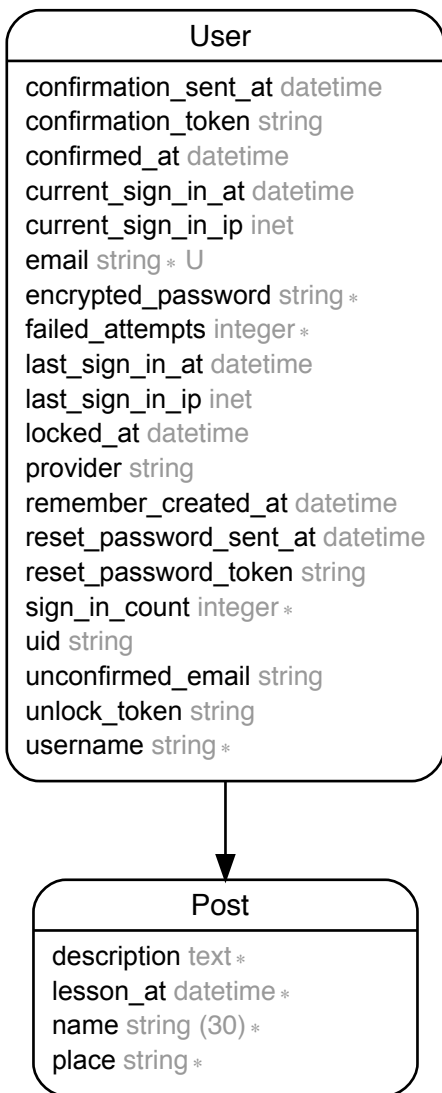 User
confirmation_sent_at datetime
confirmation_token string
confirmed_at datetime
current_sign_in_at datetime
current_sign_in_ip inet
email string * U
encrypted_password string *
failed_attempts integer *
last_sign_in_at datetime
last_sign_in_ip inet
locked_at datetime
provider string
remember_created_at datetime
reset_password_sent_at datetime
reset_password_token string
sign_in_count integer *
uid string
unconfirmed_email string
unlock_token string
username string *
Post
description text *
lesson_at datetime *
name string (30) *
place string *